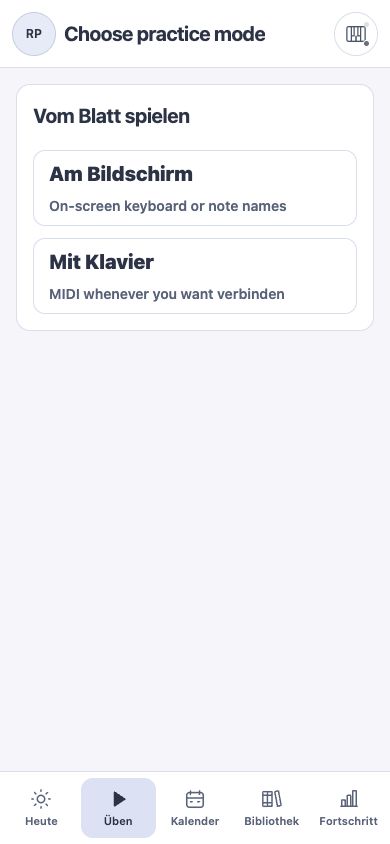 RP
Choose practice mode
Vom Blatt spielen
Am Bildschirm
On-screen keyboard or note names
Mit Klavier
MIDI whenever you want verbinden
Heute
Üben
Kalender
Bibliothek
Fortschritt